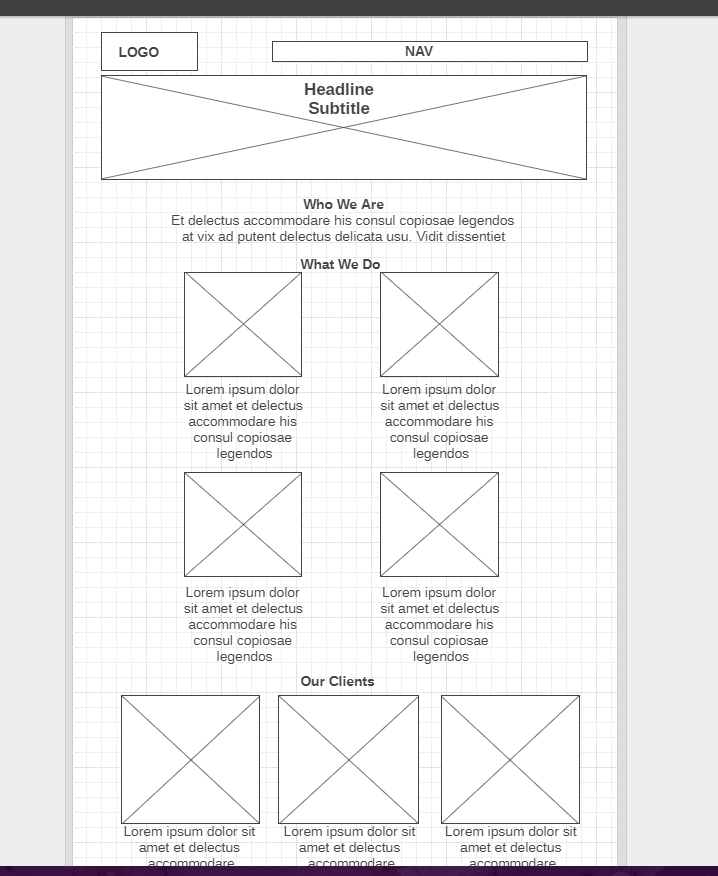 LOGO
NAV
Headline
Subtitle
Who We Are
Et delectus accommodare his consul copiosae legendos
at vix ad putent delectus delicata usu. Vidit dissentiet
What We Do
Lorem ipsum dolor
sit amet et delectus
accommodare his
consul copiosae
legendos
Lorem ipsum dolor
sit amet et delectus
accommodare his
consul copiosae
legendos
Lorem ipsum dolor
sit amet et delectus
accommodare his
consul copiosae
legendos
Lorem ipsum dolor
sit amet et delectus
accommodare his
consul copiosae
legendos
Our Clients
Lorem ipsum dolor sit
amet et delectus
accommodare
Lorem ipsum dolor sit
amet et delectus
accommodare
Lorem ipsum dolor sit
amet et delectus
accommodare